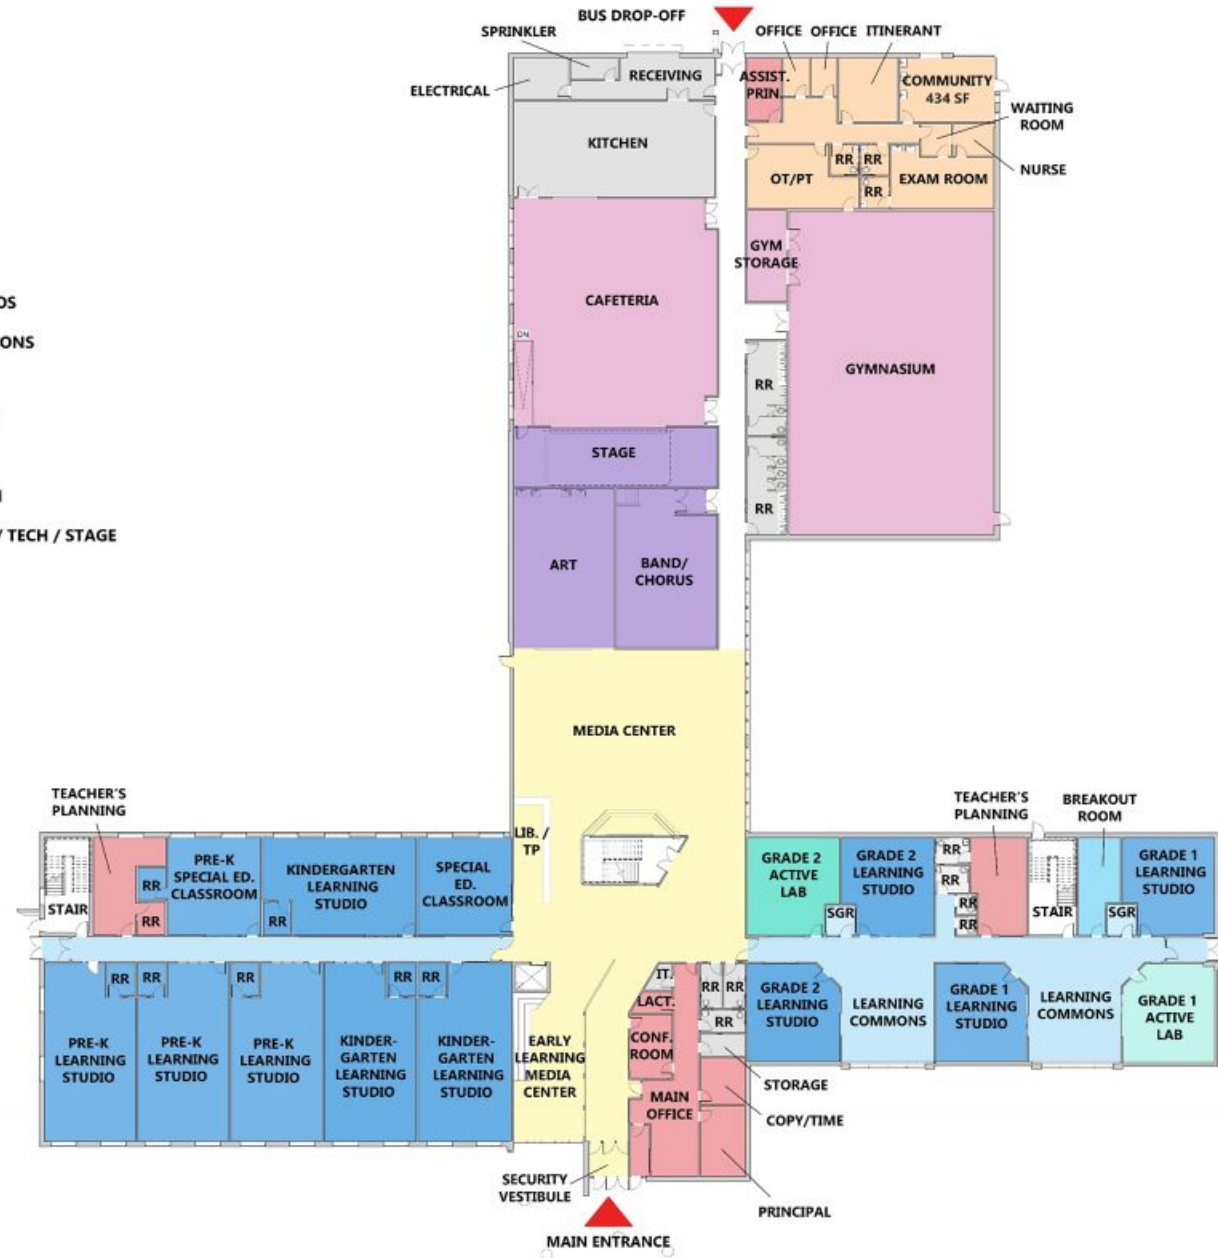 BUS DROP-OFF
SPRINKLER
OFFICE
OFFICE
ITINERANT
ELECTRICAL
RECEIVING
ASSIST.
PRIN.
COMMUNITY
434 SF
WAITING
ROOM
KITCHEN
RR
RR
NURSE
OT/PT
EXAM ROOM
RR
GYM
STORAGE
CAFETERIA
OS
DN
ONS
GYMNASIUM
RR
STAGE
RR
/ TECH / STAGE
ART
BAND/
CHORUS
MEDIA CENTER
TEACHER'S
PLANNING
TEACHER'S
PLANNING
BREAKOUT
ROOM
LIB. /
TP
PRE-K
SPECIAL ED.
CLASSROOM
KINDERGARTEN
LEARNING
STUDIO
SPECIAL
ED.
CLASSROOM
GRADE 2
ACTIVE
LAB
GRADE 2
LEARNING
STUDIO
RR
GRADE 1
LEARNING
STUDIO
RR
RR
STAIR
RR
RR
SGR
RR
RR
STAIR
SGR
RR
RR
RR
RR
RR
IT.
RR
RR
LACT.
RR
PRE-K
LEARNING
STUDIO
PRE-K
LEARNING
STUDIO
PRE-K
LEARNING
STUDIO
KINDER-
GARTEN
LEARNING
STUDIO
KINDER-
GARTEN
LEARNING
STUDIO
EARLY
LEARNING
MEDIA
CENTER
CONF.
ROOM
GRADE 2
LEARNING
STUDIO
LEARNING
COMMONS
GRADE 1
LEARNING
STUDIO
LEARNING
COMMONS
GRADE 1
ACTIVE
LAB
STORAGE
MAIN
OFFICE
COPY/TIME
SECURITY
VESTIBULE
PRINCIPAL
MAIN ENTRANCE